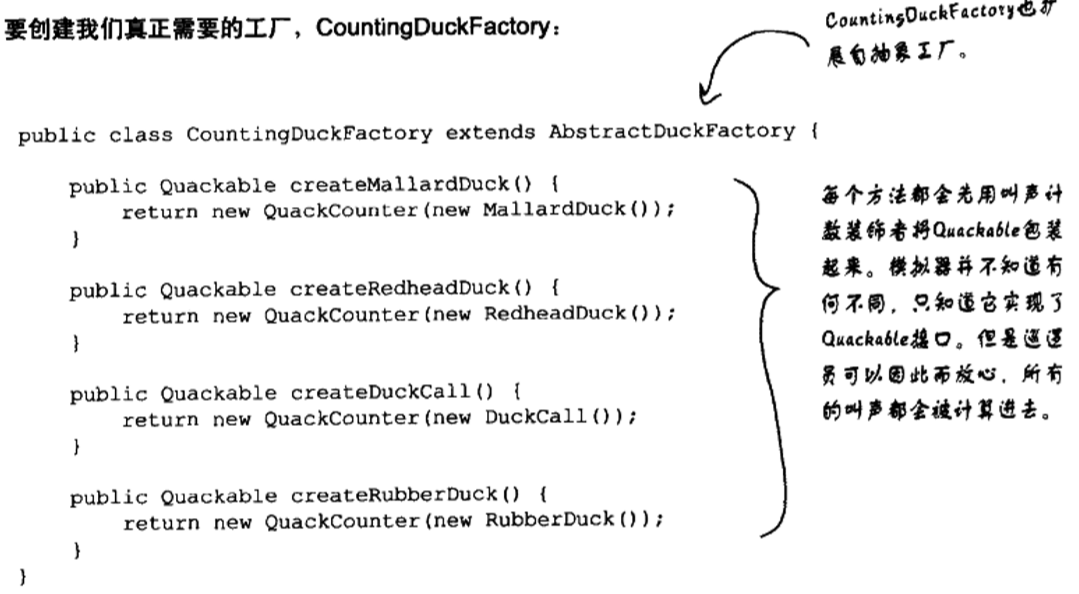 要创建我们真正需要的工厂，CountingDuckFactory：
CountingDuckFactory也扩
展自抽象工厂。
public class CountingDuckFactory extends AbstractDuckFactory {
public Quackable createMallardDuck() {
return new QuackCounter(new MallardDuck());
}
public Quackable createRedheadDuck() {
return new QuackCounter(new RedheadDuck());
}
public Quackable createDuckCall() {
return new QuackCounter(new DuckCall());
}
public Quackable createRubberDuck() {
return new QuackCounter(new RubberDuck());
}
}
每个方法都会先用叫声计
数装饰者将Quackable包装
起来。模拟器并不知道有
何不同，只知道它实现了
Quackable接口。但是巡逻
员可以因此而放心，所有
的叫声都会被计算进去。